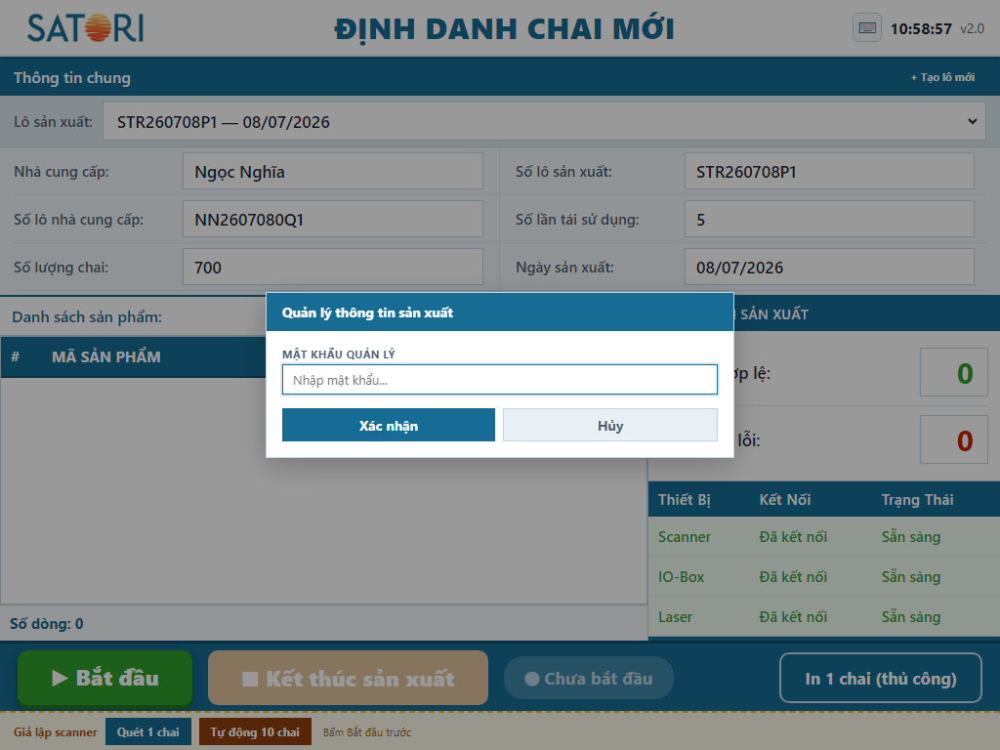 SATORI
ĐỊNH DANH CHAI MỚI
10:58:57 v2.0
Thông tin chung
+ Tạo lô mới
Lô sản xuất: STR260708P1 — 08/07/2026
Nhà cung cấp: Ngọc Nghĩa
Số lô sản xuất: STR260708P1
Số lô nhà cung cấp: NN2607080Q1
Số lần tái sử dụng: 5
Số lượng chai: 700
Ngày sản xuất: 08/07/2026
Danh sách sản phẩm:
SẢN XUẤT
# MÃ SẢN PHẨM
Quản lý thông tin sản xuất
MẬT KHẨU QUẢN LÝ
Nhập mật khẩu...
Xác nhận
Hủy
lệ: 0
lỗi: 0
Thiết Bị Kết Nối Trạng Thái
Scanner Đã kết nối Sẵn sàng
IO-Box Đã kết nối Sẵn sàng
Laser Đã kết nối Sẵn sàng
Số dòng: 0
▶ Bắt đầu
■ Kết thúc sản xuất
● Chưa bắt đầu
In 1 chai (thủ công)
Giả lập scanner
Quét 1 chai
Tự động 10 chai
Bấm Bắt đầu trước